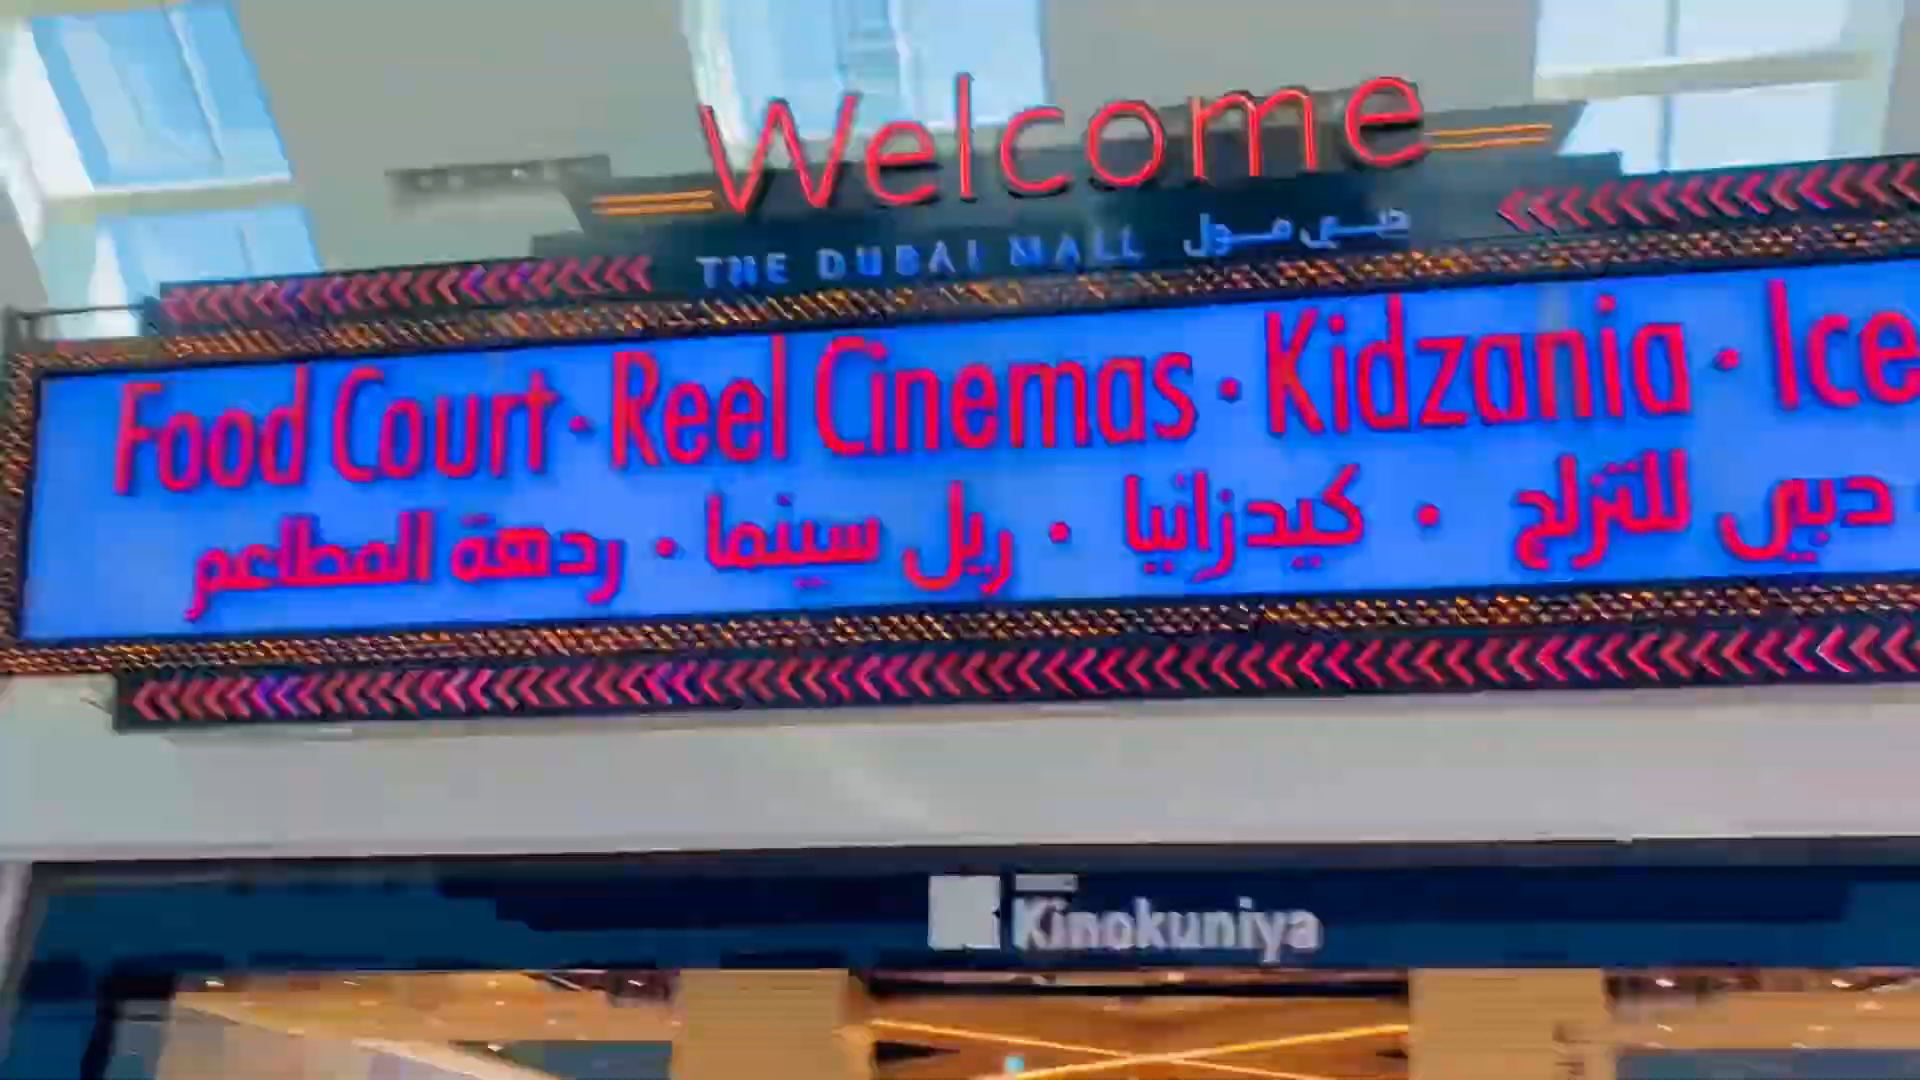 Welcome
THE DUBAI MALL دبي مول
Food Court · Reel Cinemas · Kidzania · Ice
دبي للتزلج · كيدزانيا · ريل سينما · ردهة المطاعم
Kinokuniya